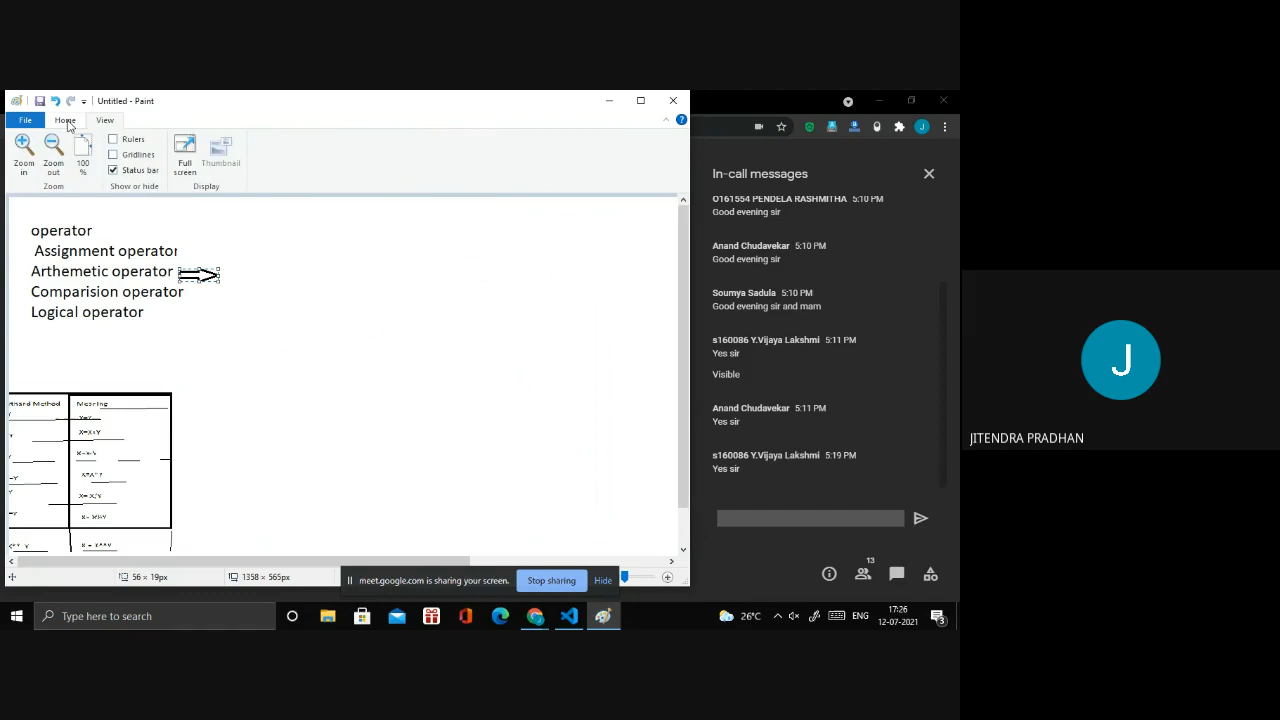 Untitled - Paint
File
Home
View
Zoom in
Zoom out
100 %
Rulers
Gridlines
Status bar
Full screen
Thumbnail
Zoom
Show or hide
Display
operator
Assignment operator
Arthemetic operator
Comparision operator
Logical operator
Method
Meaning
X=Y
X=X+Y
X=X/Y
56 × 19px
1358 × 565px
meet.google.com is sharing your screen.
Stop sharing
Hide
In-call messages
O161554 PENDELA RASHMITHA 5:10 PM
Good evening sir
Anand Chudavekar 5:10 PM
Good evening sir
Soumya Sadula 5:10 PM
Good evening sir and mam
s160086 Y.Vijaya Lakshmi 5:11 PM
Yes sir
Visible
Anand Chudavekar 5:11 PM
Yes sir
s160086 Y.Vijaya Lakshmi 5:19 PM
Yes sir
13
J
JITENDRA PRADHAN
Type here to search
26°C
ENG
17:26
12-07-2021
3